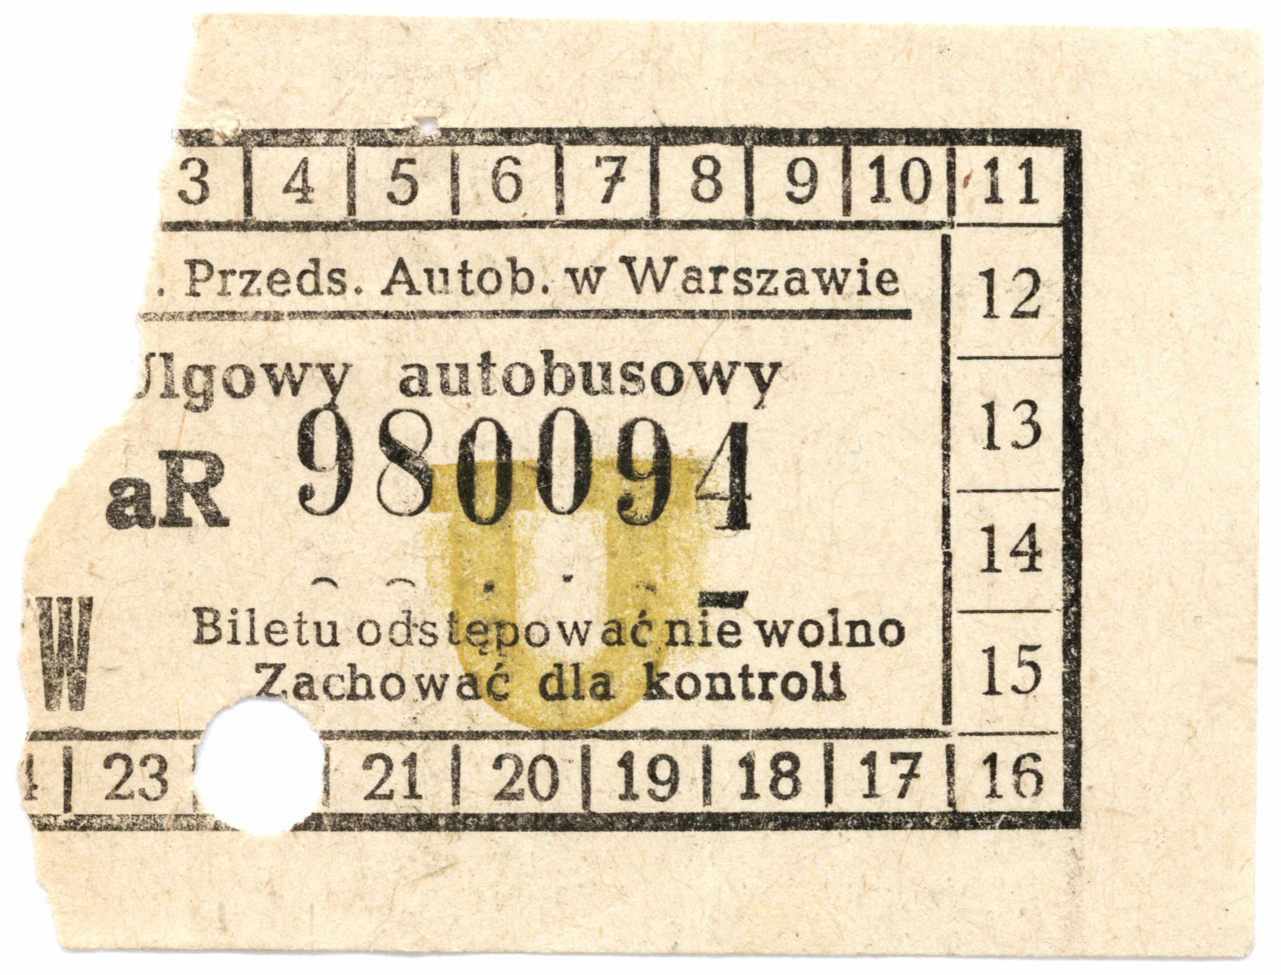 3 4 5 6 7 8 9 10 11
. Przeds. Autob. w Warszawie
12
Ulgowy autobusowy
13
aR 980094
U
14
W
Biletu odstępować nie wolno
Zachować dla kontroli
15
23 21 20 19 18 17 16